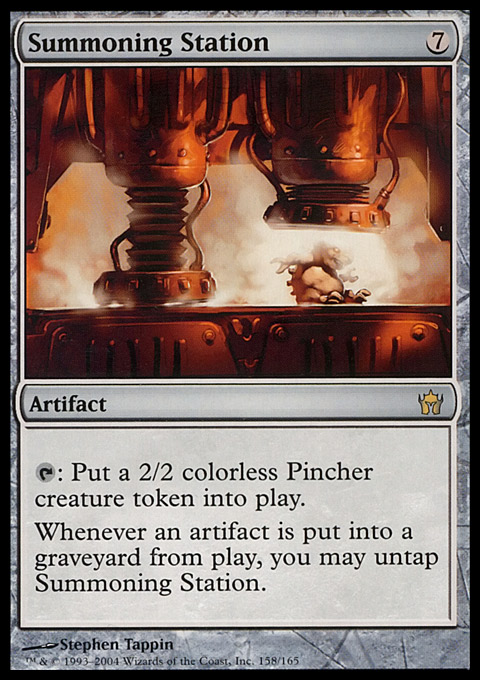 Summoning Station 7
Artifact
: Put a 2/2 colorless Pincher
creature token into play.
Whenever an artifact is put into a
graveyard from play, you may untap
Summoning Station.
Stephen Tappin
™ & © 1993–2004 Wizards of the Coast, Inc. 158/165